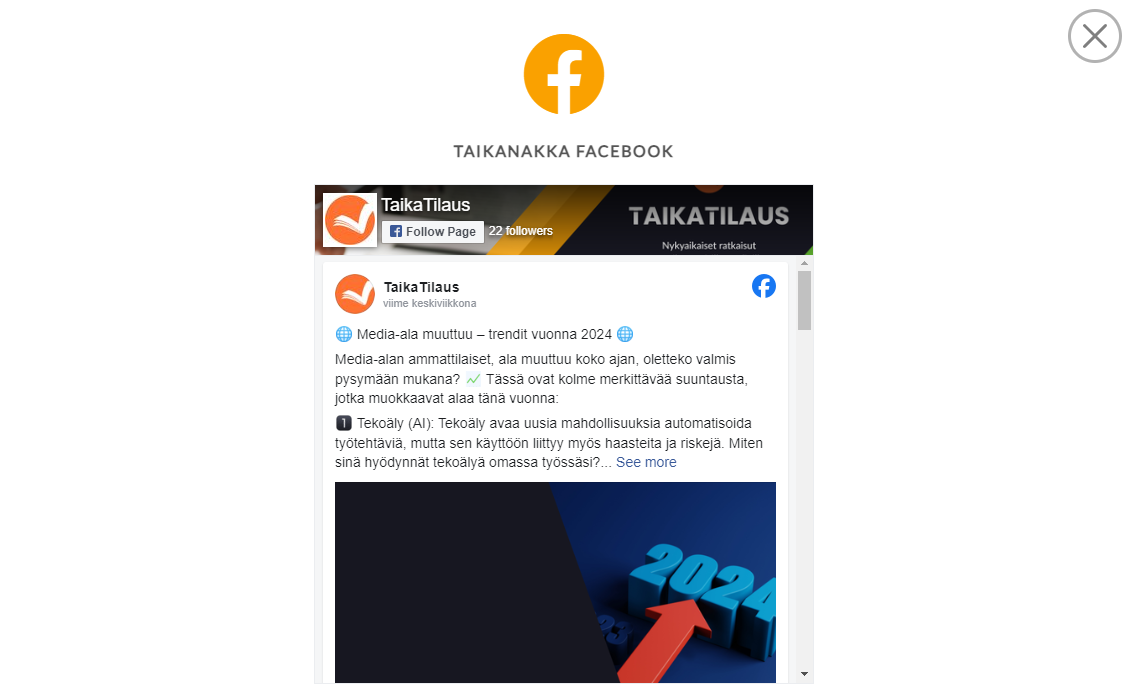 TAIKANAKKA FACEBOOK
TaikaTilaus
Follow Page
22 followers
TAIKATILAUS
Nykyaikaiset ratkaisut
TaikaTilaus
viime keskiviikkona
🌐 Media-ala muuttuu – trendit vuonna 2024 🌐
Media-alan ammattilaiset, ala muuttuu koko ajan, oletteko valmis
pysymään mukana? 📈 Tässä ovat kolme merkittävää suuntausta,
jotka muokkaavat alaa tänä vuonna:
1 Tekoäly (AI): Tekoäly avaa uusia mahdollisuuksia automatisoida
työtehtäviä, mutta sen käyttöön liittyy myös haasteita ja riskejä. Miten
sinä hyödynnät tekoälyä omassa työssäsi?... See more
2024
23